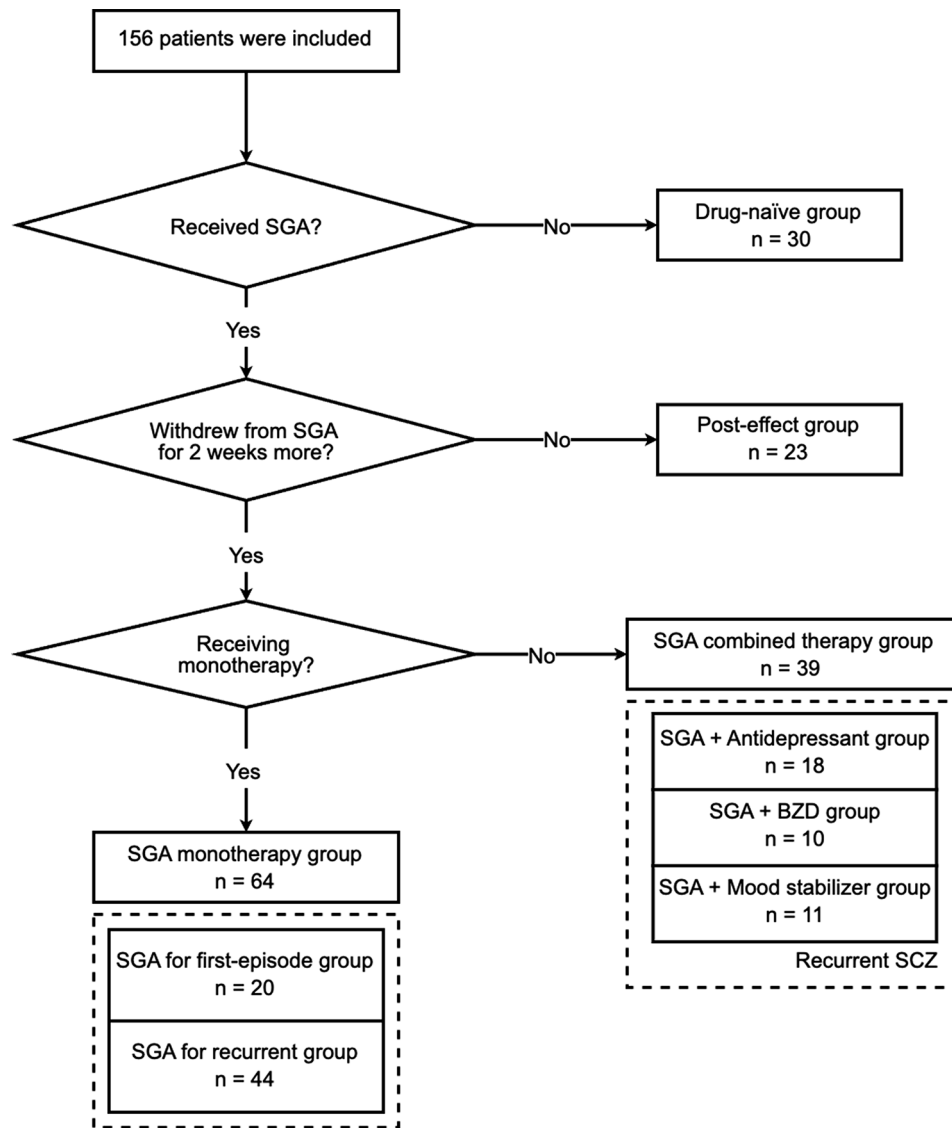 156 patients were included
Received SGA?
No
Drug-naïve group
n = 30
Yes
Withdrew from SGA
for 2 weeks more?
No
Post-effect group
n = 23
Yes
Receiving
monotherapy?
No
SGA combined therapy group
n = 39
SGA + Antidepressant group
n = 18
SGA + BZD group
n = 10
SGA + Mood stabilizer group
n = 11
Recurrent SCZ
Yes
SGA monotherapy group
n = 64
SGA for first-episode group
n = 20
SGA for recurrent group
n = 44